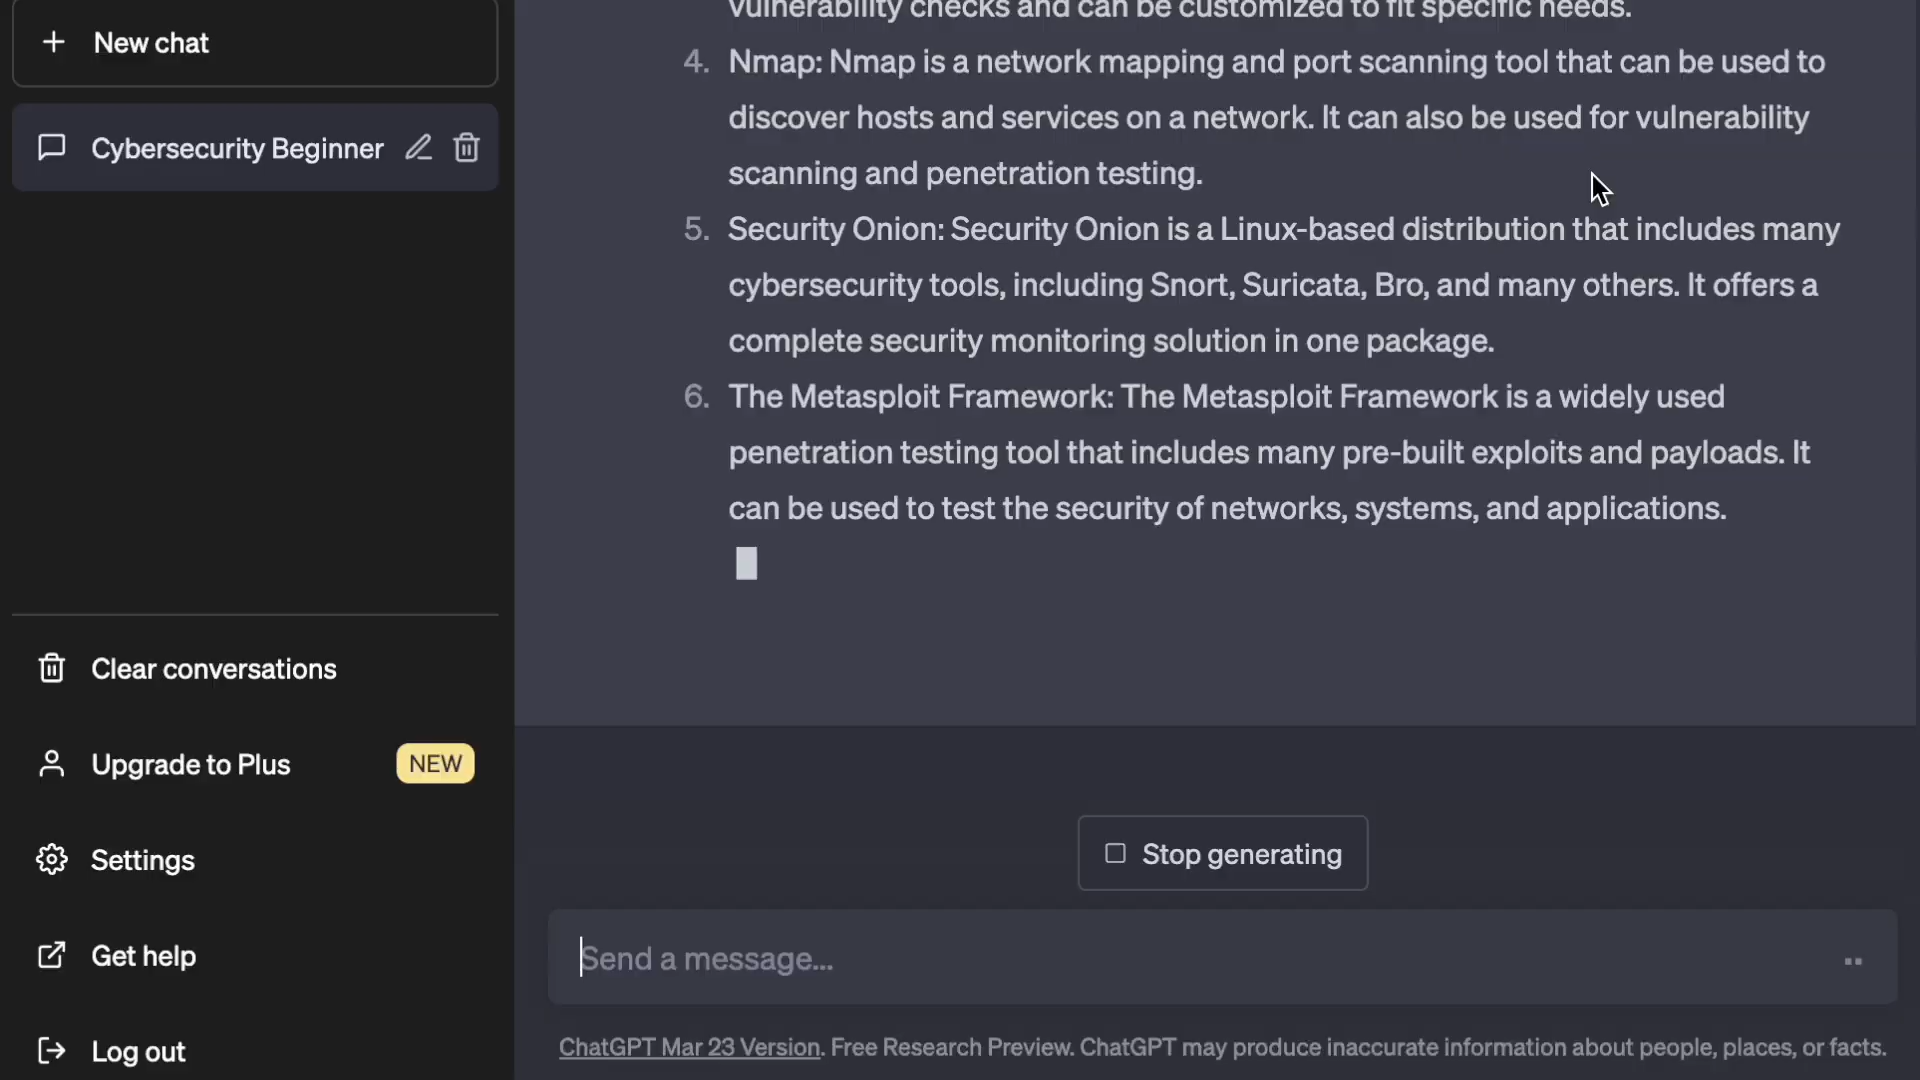 New chat
Cybersecurity Beginner
Clear conversations
Upgrade to Plus NEW
Settings
Get help
Log out
vulnerability checks and can be customized to fit specific needs.
4. Nmap: Nmap is a network mapping and port scanning tool that can be used to
discover hosts and services on a network. It can also be used for vulnerability
scanning and penetration testing.
5. Security Onion: Security Onion is a Linux-based distribution that includes many
cybersecurity tools, including Snort, Suricata, Bro, and many others. It offers a
complete security monitoring solution in one package.
6. The Metasploit Framework: The Metasploit Framework is a widely used
penetration testing tool that includes many pre-built exploits and payloads. It
can be used to test the security of networks, systems, and applications.
Stop generating
Send a message...
ChatGPT Mar 23 Version. Free Research Preview. ChatGPT may produce inaccurate information about people, places, or facts.